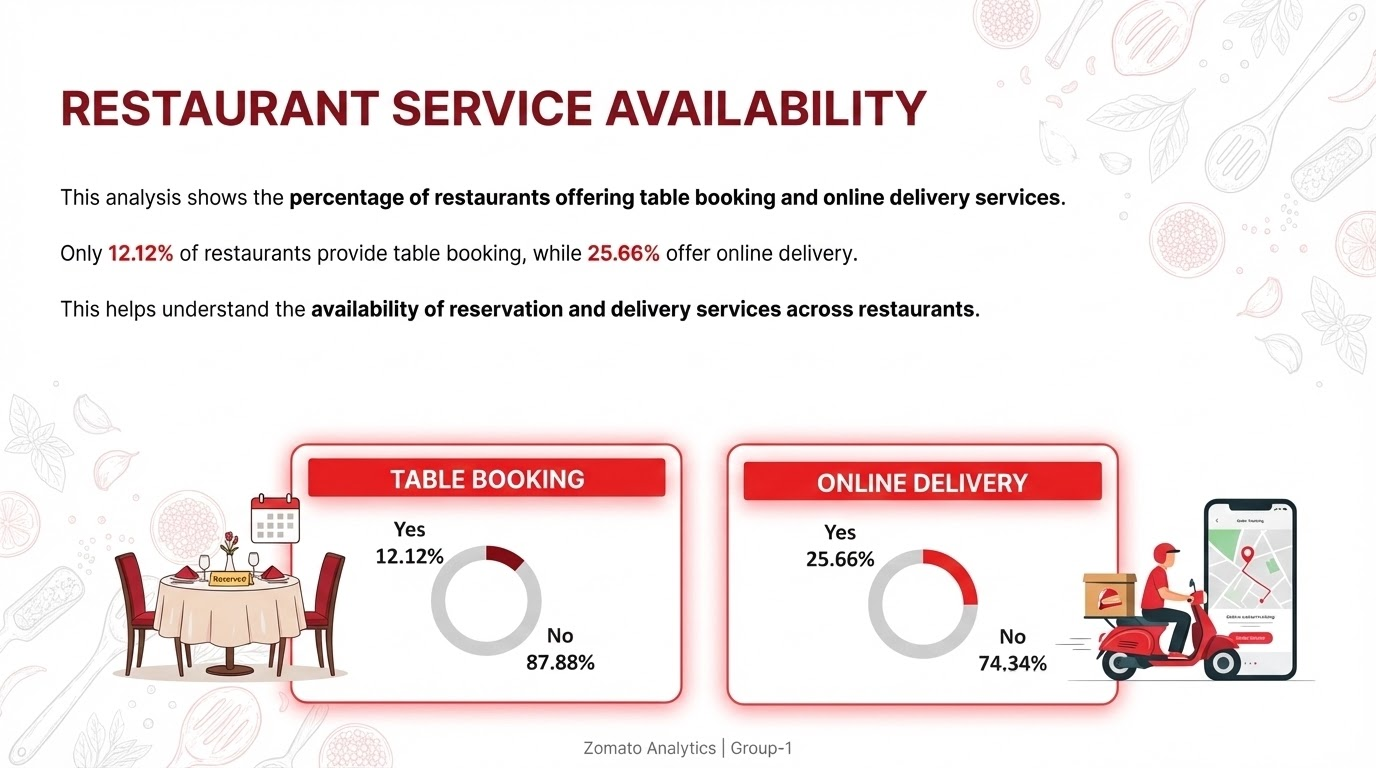 RESTAURANT SERVICE AVAILABILITY
This analysis shows the percentage of restaurants offering table booking and online delivery services.
Only 12.12% of restaurants provide table booking, while 25.66% offer online delivery.
This helps understand the availability of reservation and delivery services across restaurants.
TABLE BOOKING
Yes
12.12%
No
87.88%
ONLINE DELIVERY
Yes
25.66%
No
74.34%
Zomato Analytics | Group-1